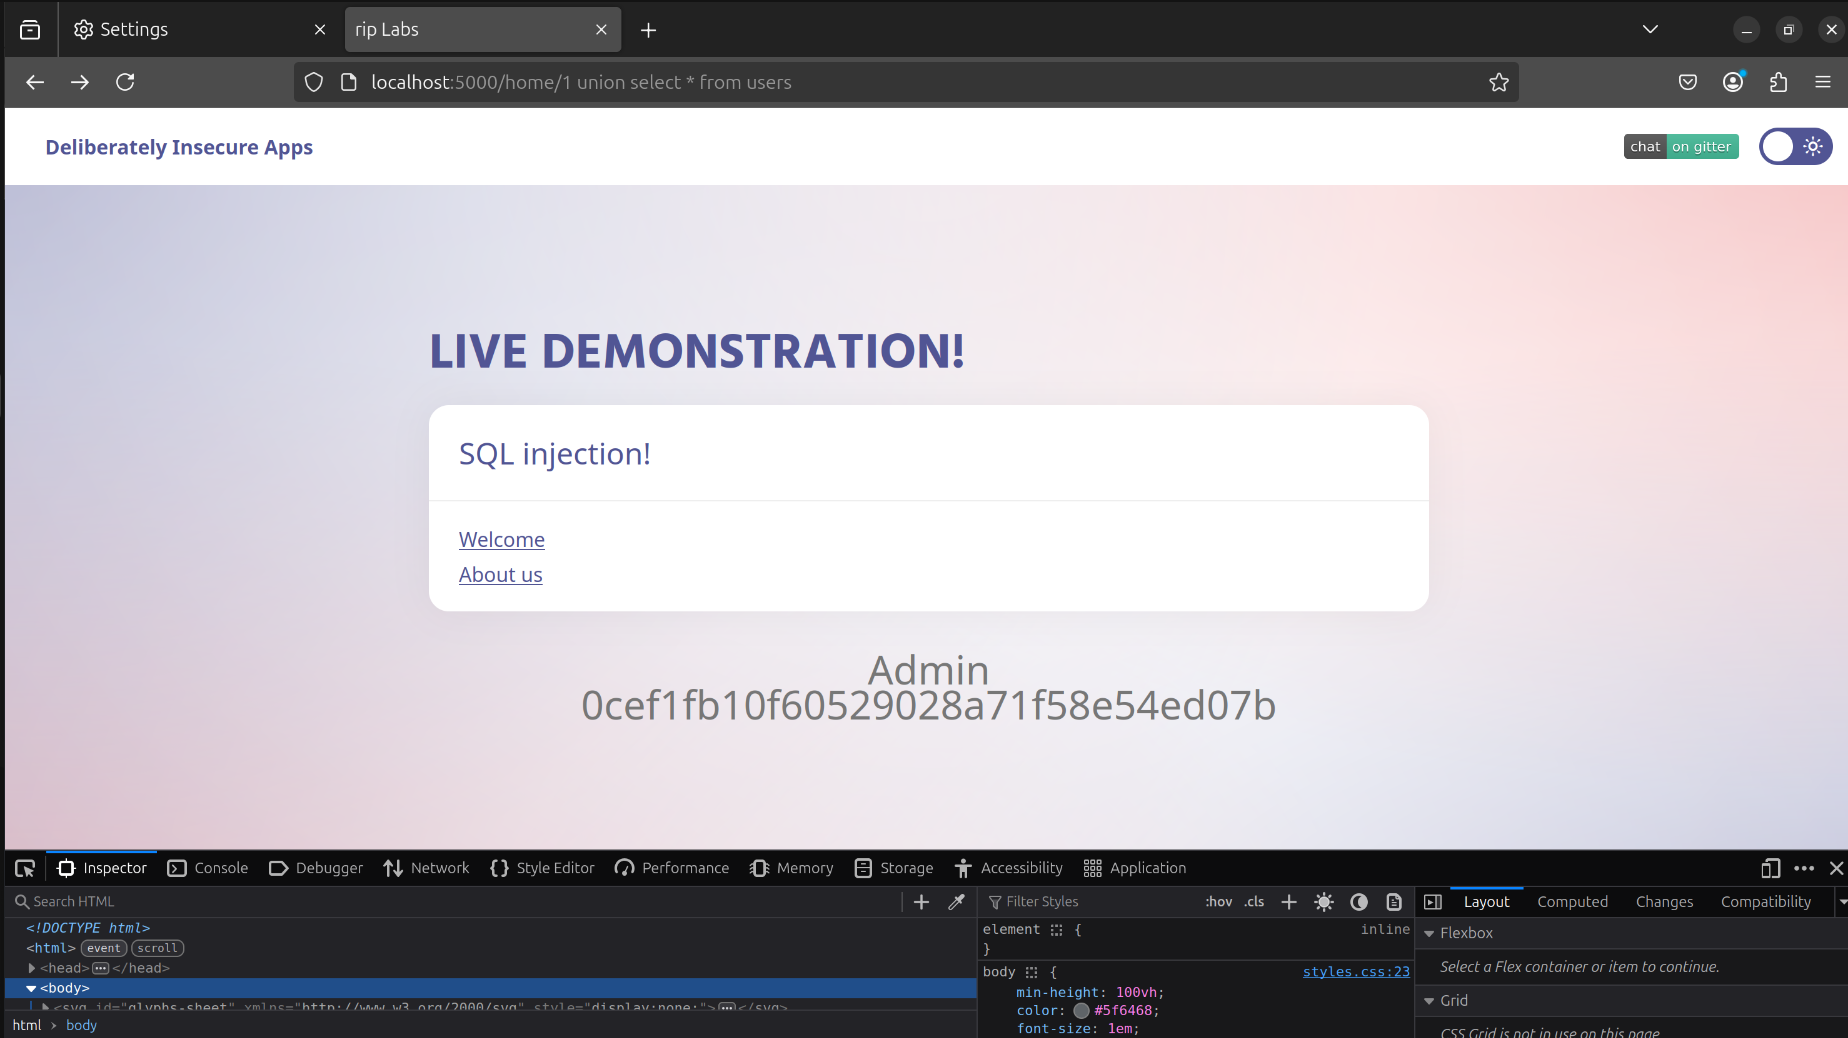 Settings
rip Labs
localhost:5000/home/1 union select * from users
Deliberately Insecure Apps
chat on gitter
LIVE DEMONSTRATION!
SQL injection!
Welcome
About us
Admin
0cef1fb10f60529028a71f58e54ed07b
Inspector Console Debugger Network Style Editor Performance Memory Storage Accessibility Application
Search HTML
Filter Styles
:hov .cls
Layout Computed Changes Compatibility
<!DOCTYPE html>
<html> event scroll
<head> ••• </head>
<body>
<svg id="glyphs-sheet" xmlns="http://www.w3.org/2000/svg" style="display:none;"> ••• </svg>
html › body
element {
inline
}
body {
styles.css:23
min-height: 100vh;
color: #5f6468;
font-size: 1em;
Flexbox
Select a Flex container or item to continue.
Grid
CSS Grid is not in use on this page